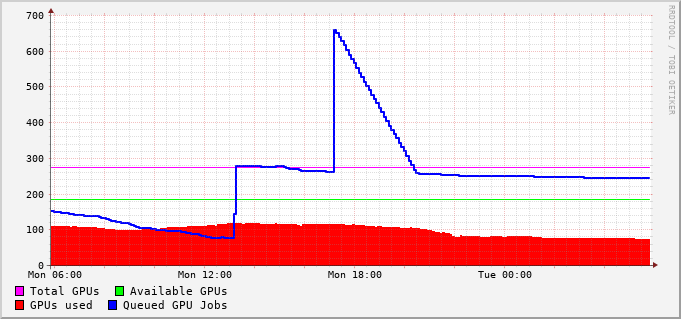 700
600
500
400
300
200
100
0
Mon 06:00 Mon 12:00 Mon 18:00 Tue 00:00
Total GPUs Available GPUs
GPUs used Queued GPU Jobs
RRDTOOL / TOBI OETIKER